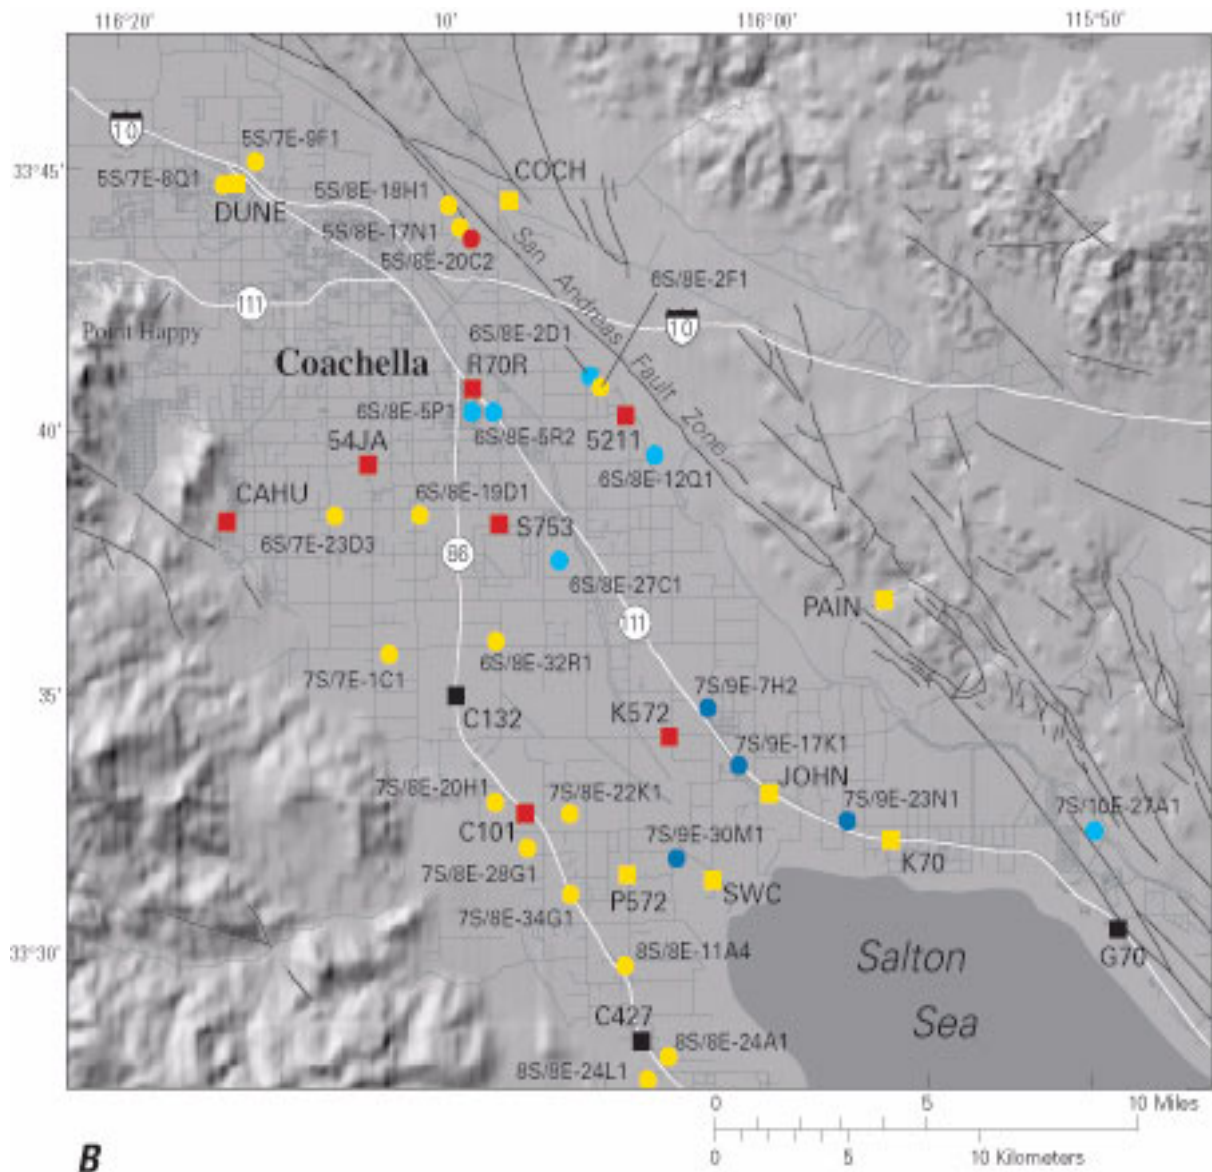 116°20' 10' 116°00' 115°50'
10
5S/7E-9F1
33°45'
5S/7E-8Q1
COCH
5S/8E-18H1
DUNE
5S/8E-17N1
5S/8E-20C2
San Andreas Fault Zone
6S/8E-2F1
111
10
Point Happy
6S/8E-2D1
Coachella
R70R
6S/8E-5P1
6S/8E-5R2
5211
40'
54JA
6S/8E-12Q1
CAHU
6S/8E-19D1
S753
6S/7E-23D3
86
6S/8E-27C1
PAIN
111
6S/8E-32R1
7S/7E-1C1
35'
7S/9E-7H2
C132
K572
7S/9E-17K1
JOHN
7S/8E-20H1
7S/8E-22K1
7S/9E-23N1
7S/10E-27A1
C101
7S/9E-30M1
K70
7S/8E-28G1
P572
SWC
7S/8E-34G1
33°30'
8S/8E-11A4
Salton
Sea
G70
C427
8S/8E-24A1
8S/8E-24L1
0 5 10 Miles
0 5 10 Kilometers
B